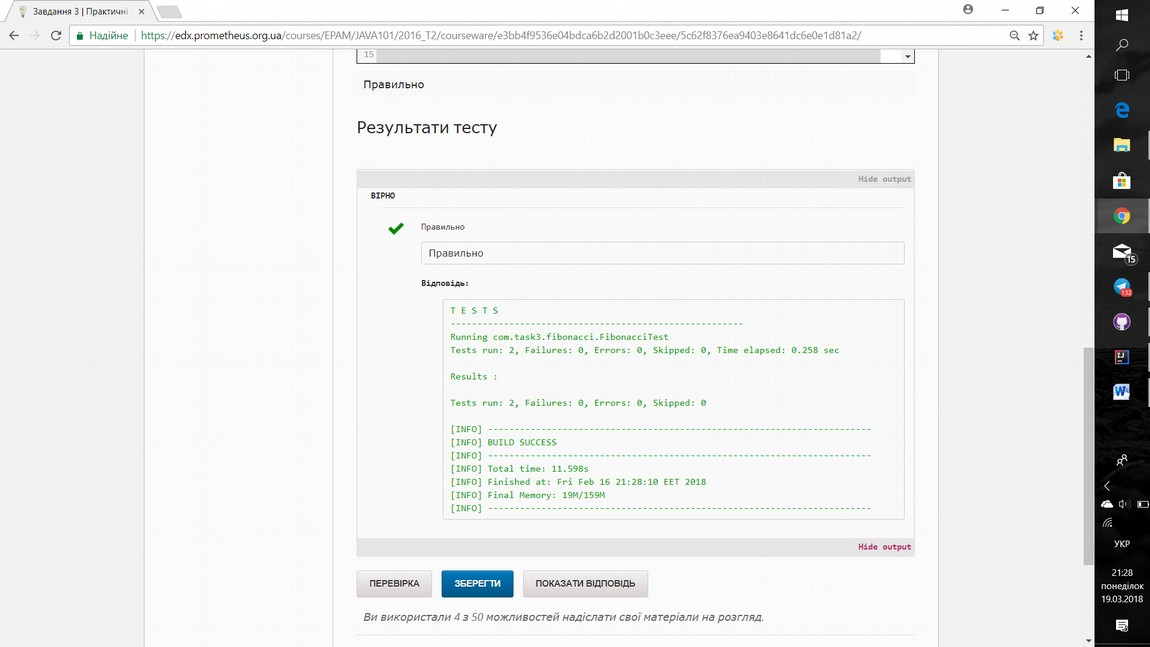 Завдання 3 | Практичні
Надійне
https://edx.prometheus.org.ua/courses/EPAM/JAVA101/2016_T2/courseware/e3bb4f9536e04bdca6b2d2001b0c3eee/5c62f8376ea9403e8641dc6e0e1d81a2/
15
Правильно
Результати тесту
Hide output
ВІРНО
Правильно
Правильно
Відповідь:
T E S T S
-------------------------------------------------------
Running com.task3.fibonacci.FibonacciTest
Tests run: 2, Failures: 0, Errors: 0, Skipped: 0, Time elapsed: 0.258 sec
Results :
Tests run: 2, Failures: 0, Errors: 0, Skipped: 0
[INFO] ------------------------------------------------------------------------
[INFO] BUILD SUCCESS
[INFO] ------------------------------------------------------------------------
[INFO] Total time: 11.598s
[INFO] Finished at: Fri Feb 16 21:28:10 EET 2018
[INFO] Final Memory: 19M/159M
[INFO] ------------------------------------------------------------------------
Hide output
ПЕРЕВІРКА
ЗБЕРЕГТИ
ПОКАЗАТИ ВІДПОВІДЬ
Ви використали 4 з 50 можливостей надіслати свої матеріали на розгляд.
15
132
IJ
W
УКР
21:28
понеділок
19.03.2018